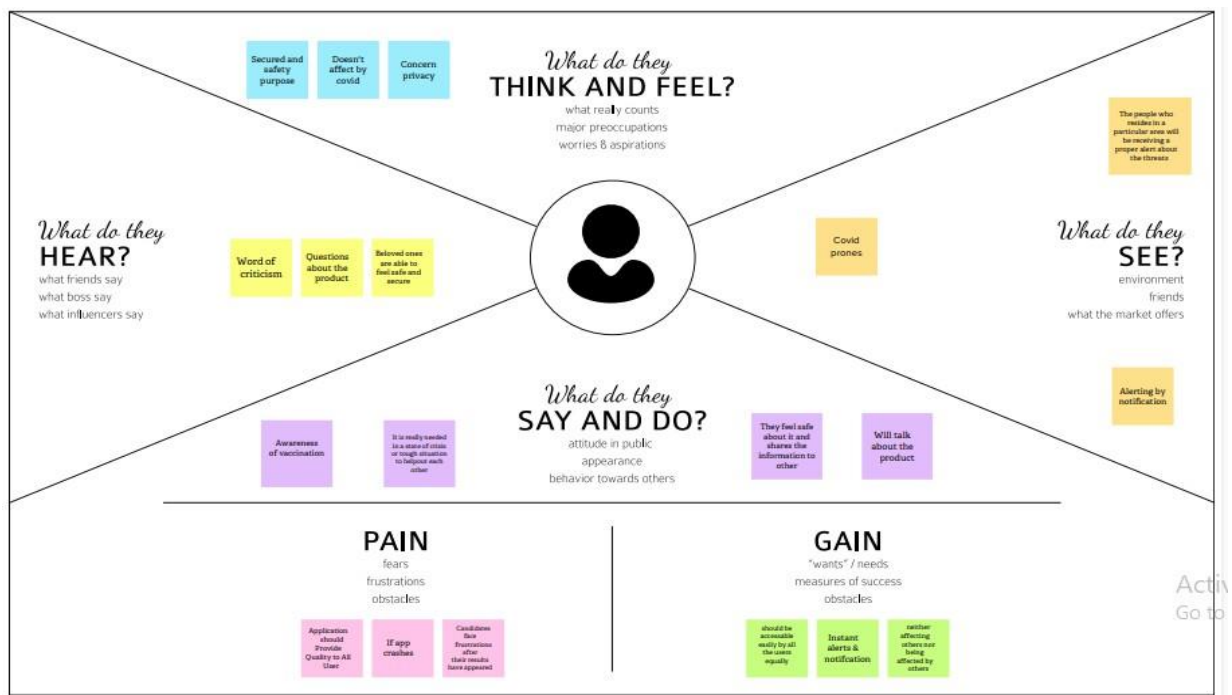 Secured and
safety
purpose
Doesn't
affect by
covid
Concern
privacy
What do they
THINK AND FEEL?
what really counts
major preoccupations
worries & aspirations
The people who
resides in a
particular area will
be receiving a
proper alert about
the threats
What do they
HEAR?
what friends say
what boss say
what influencers say
Word of
criticism
Questions
about the
product
Beloved ones
are able to
feel safe and
secure
Covid
prones
What do they
SEE?
environment
friends
what the market offers
Alerting by
notification
What do they
SAY AND DO?
attitude in public
appearance
behavior towards others
Awareness
of vaccination
It is really needed
in a state of crisis
or tough situation
to helpout each
other
They feel safe
about it and
shares the
information to
other
Will talk
about the
product
PAIN
fears
frustrations
obstacles
Application
should
Provide
Quality to All
User
If app
crashes
Candidates
face
frustrations
after
their results
have appeared
GAIN
"wants" / needs
measures of success
obstacles
should be
accessable
easily by all
the users
equally
Instant
alerts &
notifcation
neither
affecting
others nor
being
affected by
others
Activ
Go to